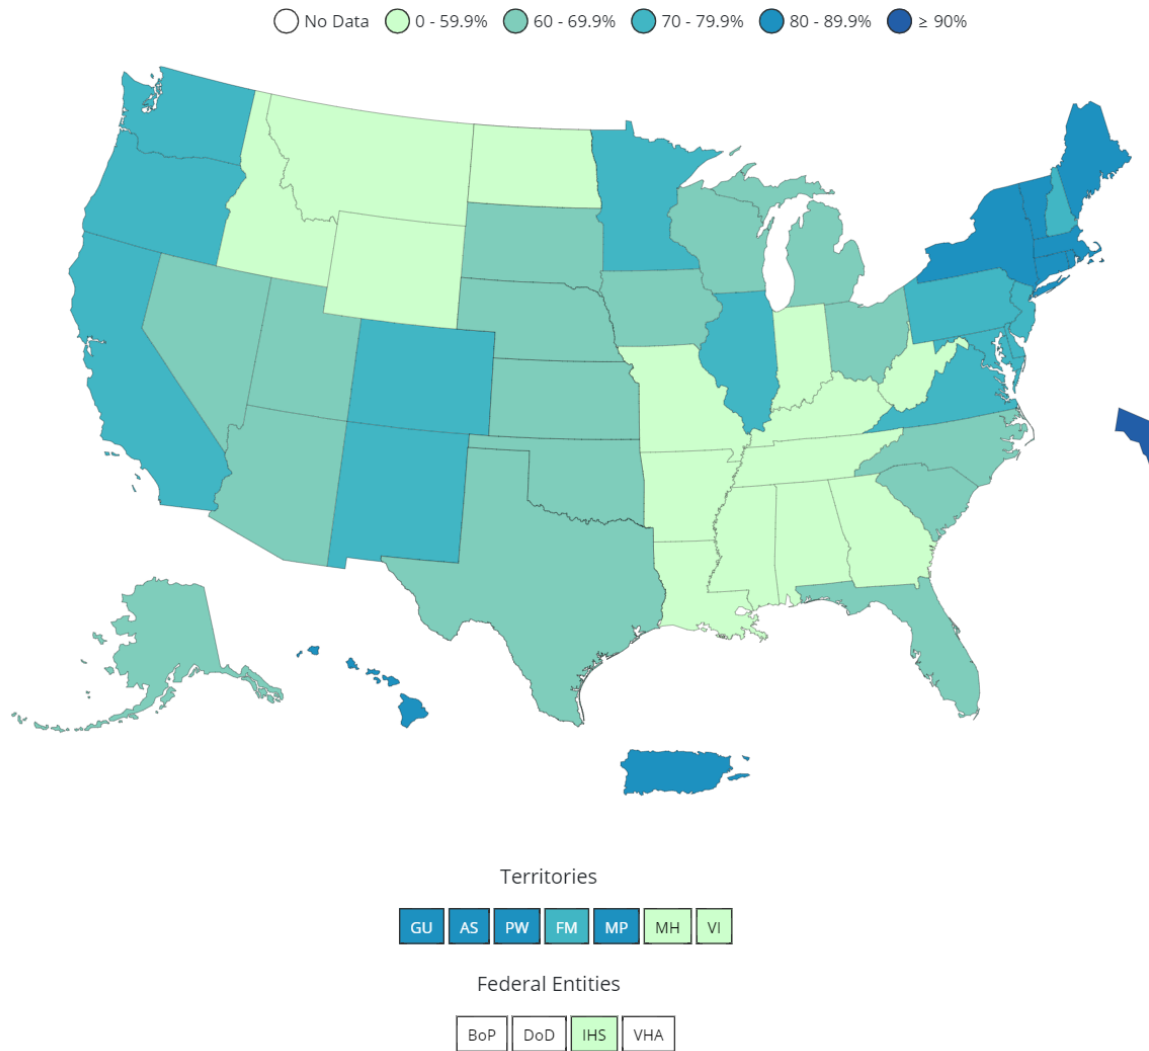 No Data 0 - 59.9% 60 - 69.9% 70 - 79.9% 80 - 89.9% ≥ 90%
Territories
GU AS PW FM MP MH VI
Federal Entities
BoP DoD IHS VHA